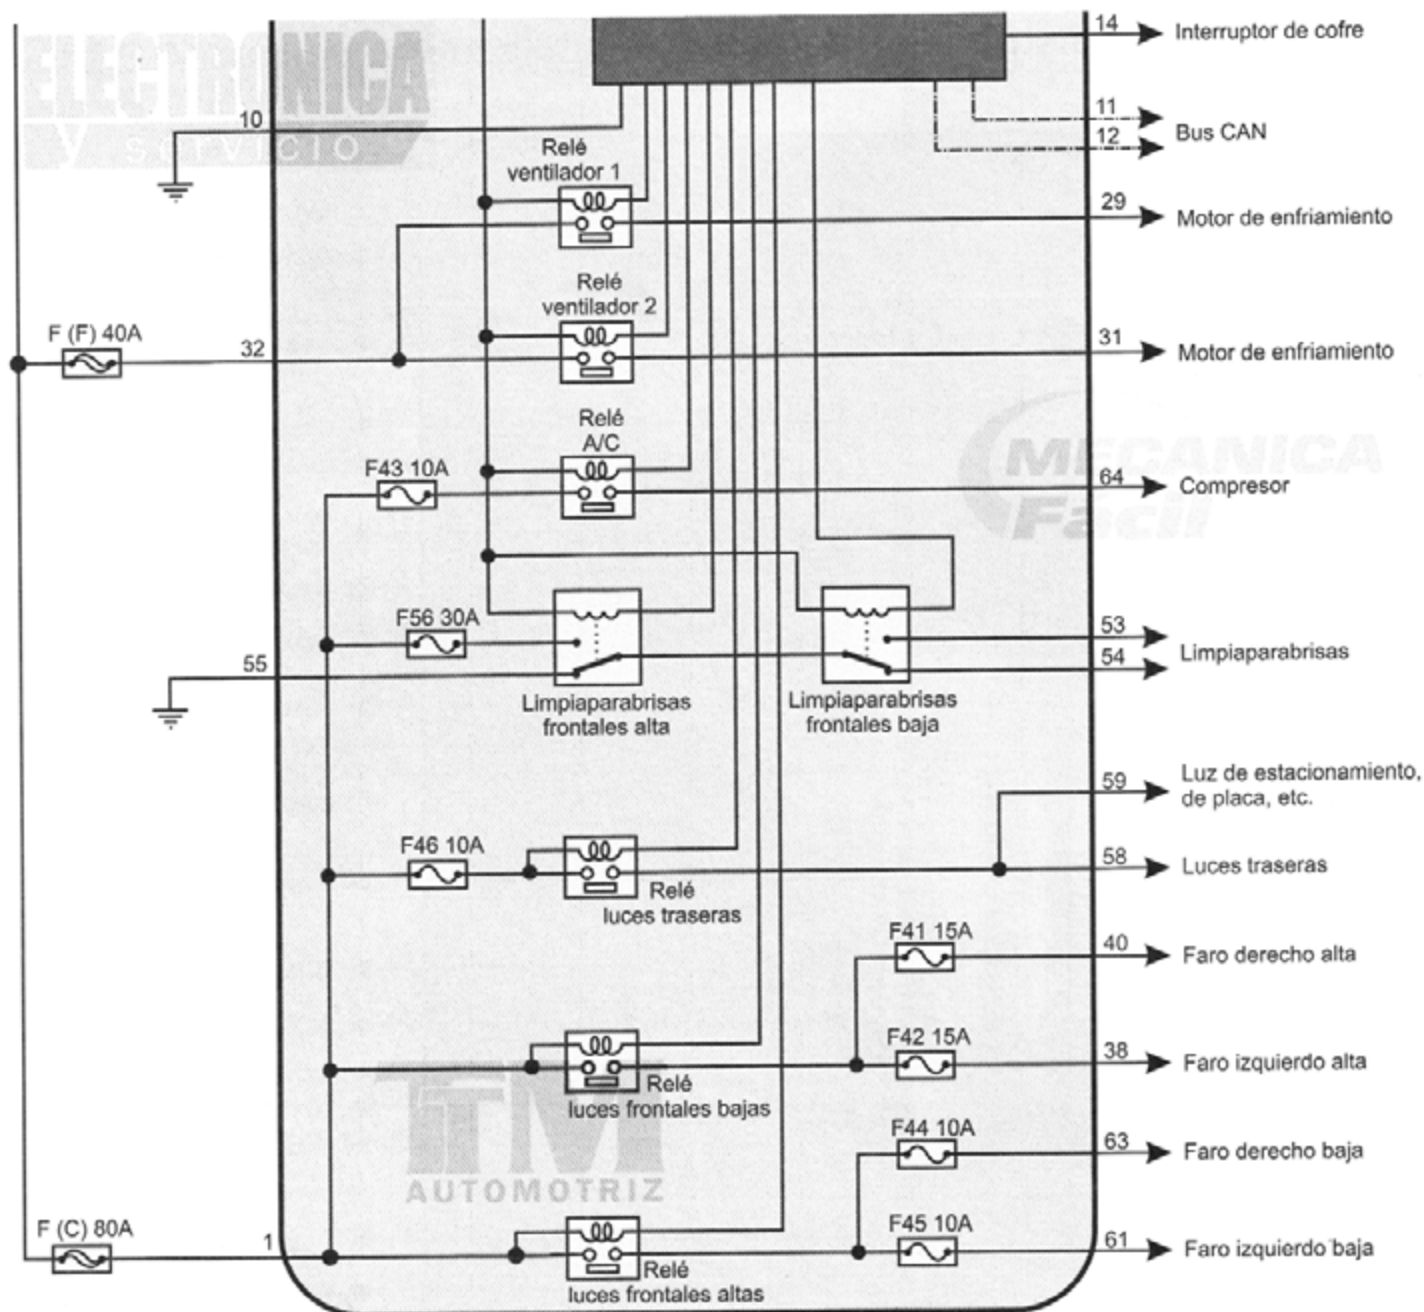 14
Interruptor de cofre
ELECTRONICA
y servicio
10
11
12
Bus CAN
Relé
ventilador 1
29
Motor de enfriamiento
Relé
ventilador 2
F (F) 40A
32
31
Motor de enfriamiento
Relé
A/C
F43 10A
64
Compresor
MECANICA
Fácil
F56 30A
55
53
54
Limpiaparabrisas
Limpiaparabrisas
frontales alta
Limpiaparabrisas
frontales baja
59
Luz de estacionamiento,
de placa, etc.
F46 10A
58
Luces traseras
Relé
luces traseras
F41 15A
40
Faro derecho alta
F42 15A
38
Faro izquierdo alta
Relé
luces frontales bajas
TM
AUTOMOTRIZ
F44 10A
63
Faro derecho baja
F (C) 80A
1
F45 10A
61
Faro izquierdo baja
Relé
luces frontales altas